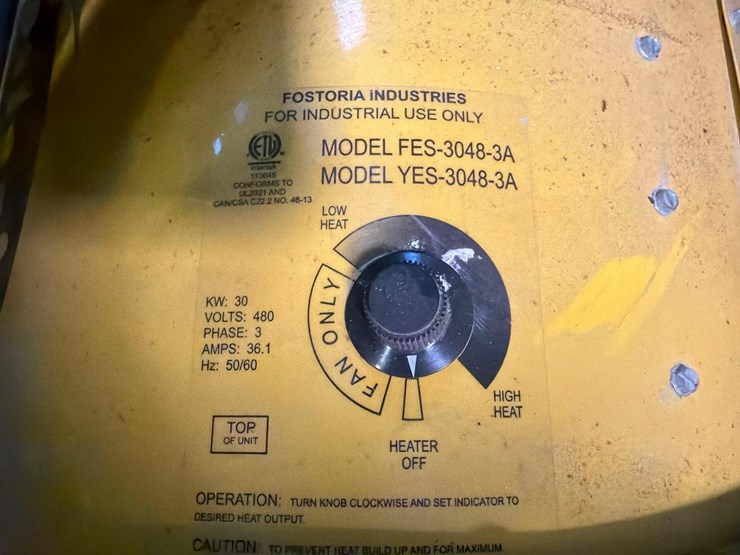 FOSTORIA INDUSTRIES
FOR INDUSTRIAL USE ONLY
ETL
Intertek
110045
CONFORMS TO
UL2021 AND
CAN/CSA C22.2 NO. 46-13
MODEL FES-3048-3A
MODEL YES-3048-3A
LOW
HEAT
FAN ONLY
KW: 30
VOLTS: 480
PHASE: 3
AMPS: 36.1
Hz: 50/60
HIGH
HEAT
TOP
OF UNIT
HEATER
OFF
OPERATION: TURN KNOB CLOCKWISE AND SET INDICATOR TO
DESIRED HEAT OUTPUT.
CAUTION: TO PREVENT HEAT BUILD UP AND FOR MAXIMUM